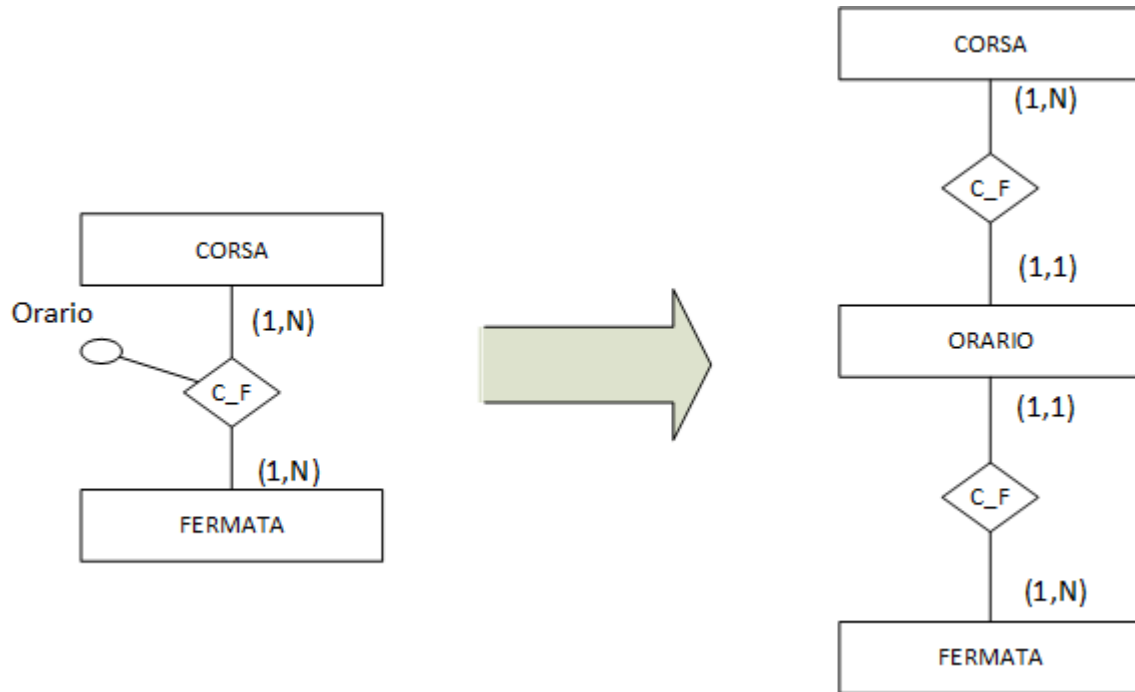 CORSA
(1,N)
Orario
C_F
(1,N)
FERMATA
CORSA
(1,N)
C_F
(1,1)
ORARIO
(1,1)
C_F
(1,N)
FERMATA